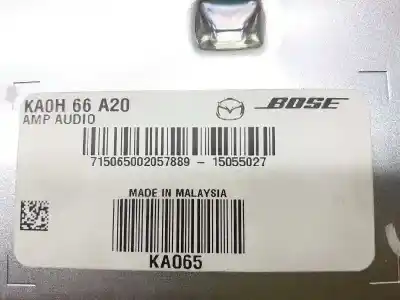 KA0H 66 A20
BOSE
AMP AUDIO
715065002057889 - 15055027
MADE IN MALAYSIA
KA065